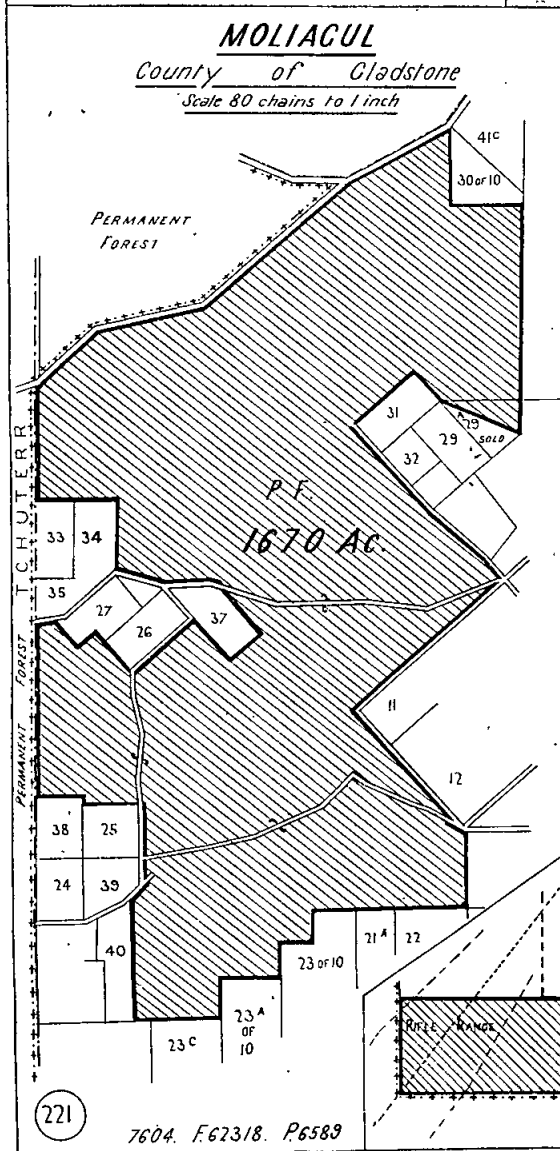 MOLIAGUL
County of Gladstone
Scale 80 chains to 1 inch
41C
30 OF 10
PERMANENT
FOREST
31
A
29
29
SOLD
32
P.F.
1670 Ac.
TCHUTERR
33
34
35
27
26
37
PERMANENT FOREST
11
12
38
25
24
39
40
23 OF 10
21A
22
23A
OF
10
23C
RIFLE RANGE
221
7604. F.62318. P.6589